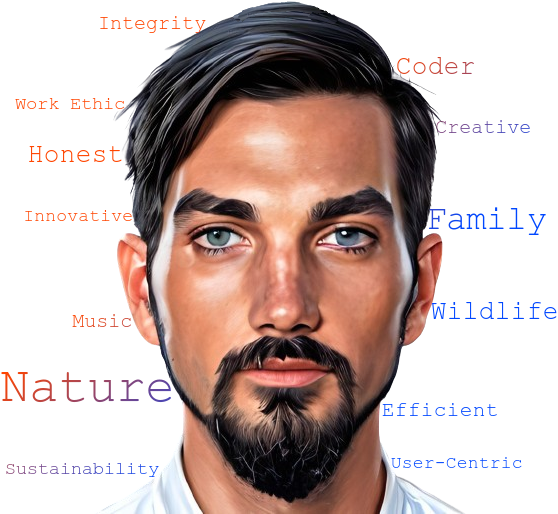 Integrity
Coder
Work Ethic
Creative
Honest
Innovative
Family
Wildlife
Music
Nature
Efficient
User-Centric
Sustainability